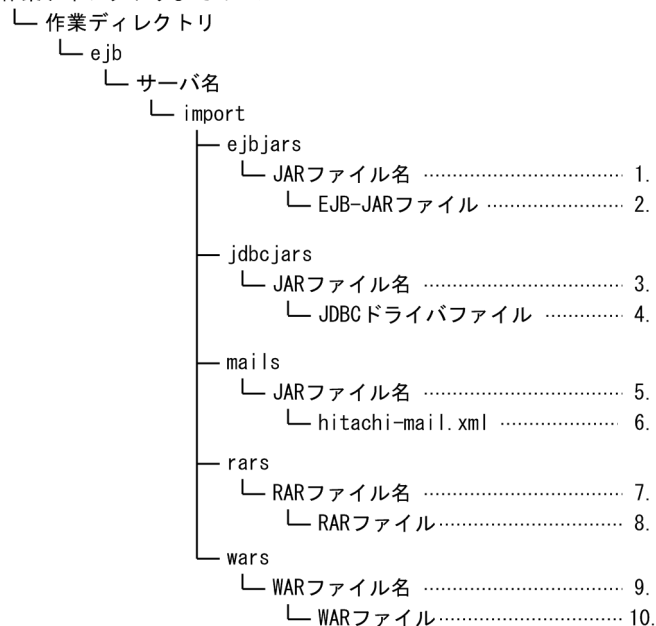 作業ディレクトリ
ejb
サーバ名
import
ejbjars
JARファイル名 …………………………… 1.
EJB-JARファイル …………………… 2.
jdbcjars
JARファイル名 …………………………… 3.
JDBCドライバファイル ………… 4.
mails
JARファイル名 …………………………… 5.
hitachi-mail.xml ………………… 6.
rars
RARファイル名 …………………………… 7.
RARファイル………………………… 8.
wars
WARファイル名 …………………………… 9.
WARファイル………………………… 10.